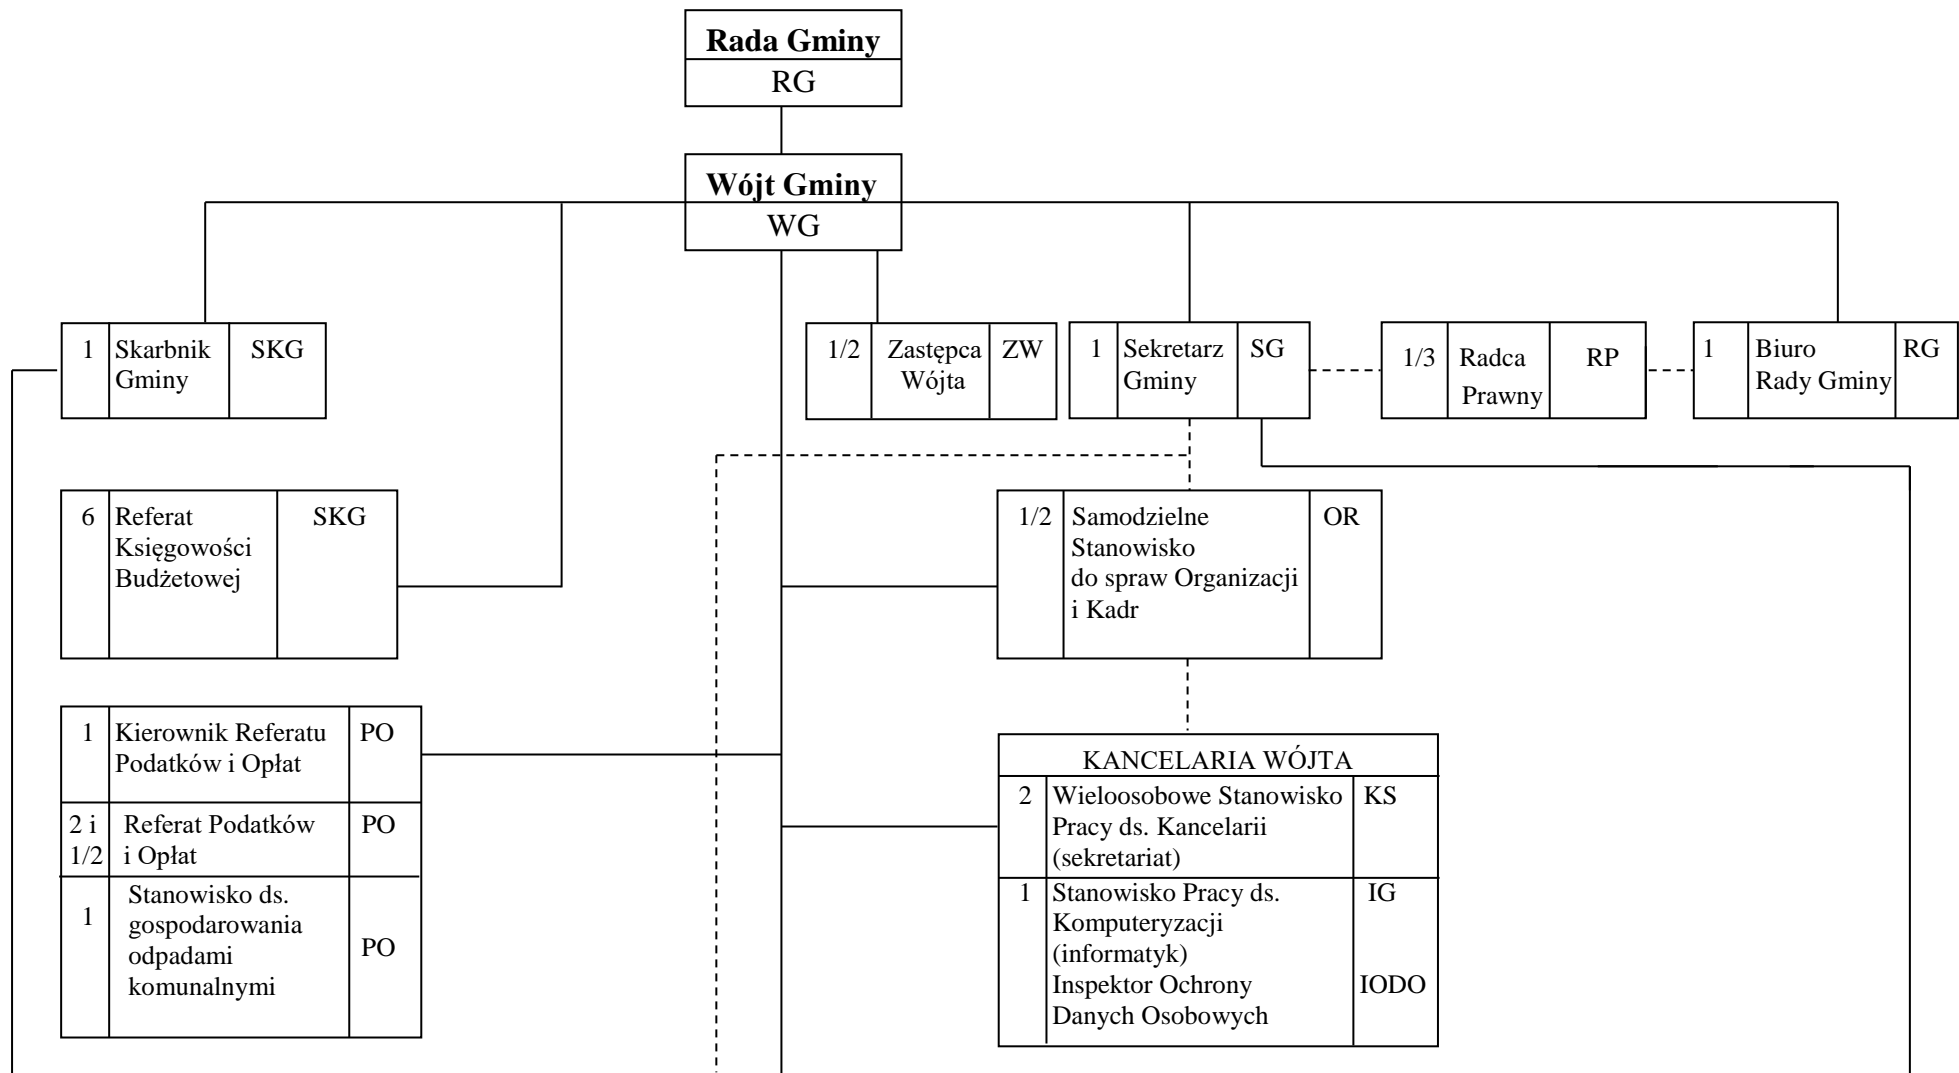 Rada Gminy
RG
Wójt Gminy
WG
1
Skarbnik
Gminy
SKG
1/2
Zastępca
Wójta
ZW
1
Sekretarz
Gminy
SG
1/3
Radca
Prawny
RP
1
Biuro
Rady Gminy
RG
6
Referat
Księgowości
Budżetowej
SKG
1/2
Samodzielne
Stanowisko
do spraw Organizacji
i Kadr
OR
1
Kierownik Referatu
Podatków i Opłat
PO
2 i
1/2
Referat Podatków
i Opłat
PO
1
Stanowisko ds.
gospodarowania
odpadami
komunalnymi
PO
KANCELARIA WÓJTA
2
Wieloosobowe Stanowisko
Pracy ds. Kancelarii
(sekretariat)
KS
1
Stanowisko Pracy ds.
Komputeryzacji
(informatyk)
Inspektor Ochrony
Danych Osobowych
IG
IODO